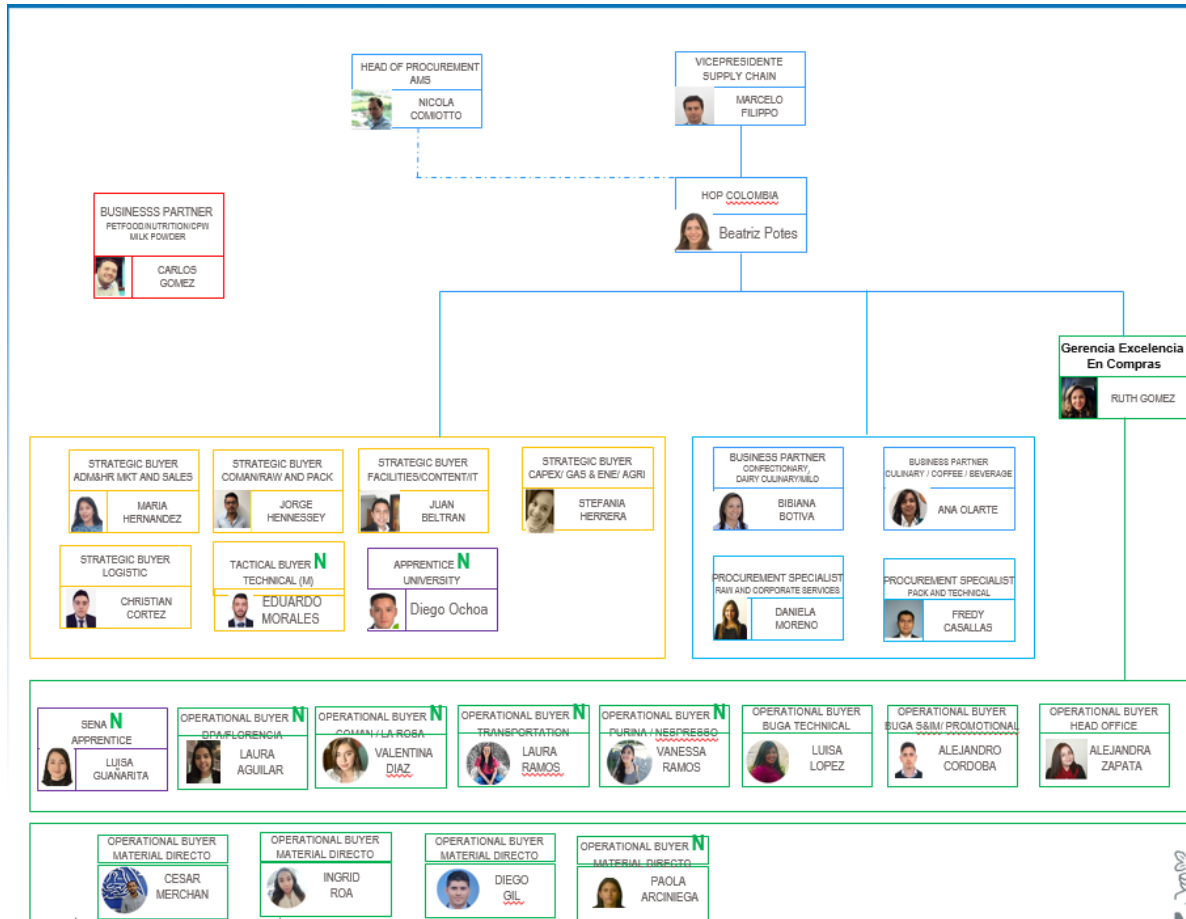 HEAD OF PROCUREMENT
AMS
NICOLA
COMIOTTO
VICEPRESIDENTE
SUPPLY CHAIN
MARCELO
FILIPPO
HOP COLOMBIA
Beatriz Potes
BUSINESSS PARTNER
PETFOOD/NUTRITION/CPW
MILK POWDER
CARLOS
GOMEZ
Gerencia Excelencia
En Compras
RUTH GOMEZ
STRATEGIC BUYER
ADM&HR MKT AND SALES
MARIA
HERNANDEZ
STRATEGIC BUYER
COMAN/RAW AND PACK
JORGE
HENNESSEY
STRATEGIC BUYER
FACILITIES/CONTENT/IT
JUAN
BELTRAN
STRATEGIC BUYER
CAPEX/ GAS & ENE/ AGRI
STEFANIA
HERRERA
BUSINESS PARTNER
CONFECTIONARY,
DAIRY CULINARY/MILO
BIBIANA
BOTIVA
BUSINESS PARTNER
CULINARY / COFFEE / BEVERAGE
ANA OLARTE
STRATEGIC BUYER
LOGISTIC
CHRISTIAN
CORTEZ
TACTICAL BUYER N
TECHNICAL (M)
EDUARDO
MORALES
APPRENTICE N
UNIVERSITY
Diego Ochoa
PROCUREMENT SPECIALIST
RAW AND CORPORATE SERVICES
DANIELA
MORENO
PROCUREMENT SPECIALIST
PACK AND TECHNICAL
FREDY
CASALLAS
SENA N
APPRENTICE
LUISA
GUAÑARITA
OPERATIONAL BUYER N
DPA/FLORENCIA
LAURA
AGUILAR
OPERATIONAL BUYER N
COMAN / LA ROSA
VALENTINA
DIAZ
OPERATIONAL BUYER N
TRANSPORTATION
LAURA
RAMOS
OPERATIONAL BUYER N
PURINA / NESPRESSO
VANESSA
RAMOS
OPERATIONAL BUYER
BUGA TECHNICAL
LUISA
LOPEZ
OPERATIONAL BUYER
BUGA S&IM/ PROMOTIONAL
ALEJANDRO
CORDOBA
OPERATIONAL BUYER
HEAD OFFICE
ALEJANDRA
ZAPATA
OPERATIONAL BUYER
MATERIAL DIRECTO
CESAR
MERCHAN
OPERATIONAL BUYER
MATERIAL DIRECTO
INGRID
ROA
OPERATIONAL BUYER
MATERIAL DIRECTO
DIEGO
GIL
OPERATIONAL BUYER N
MATERIAL DIRECTO
PAOLA
ARCINIEGA